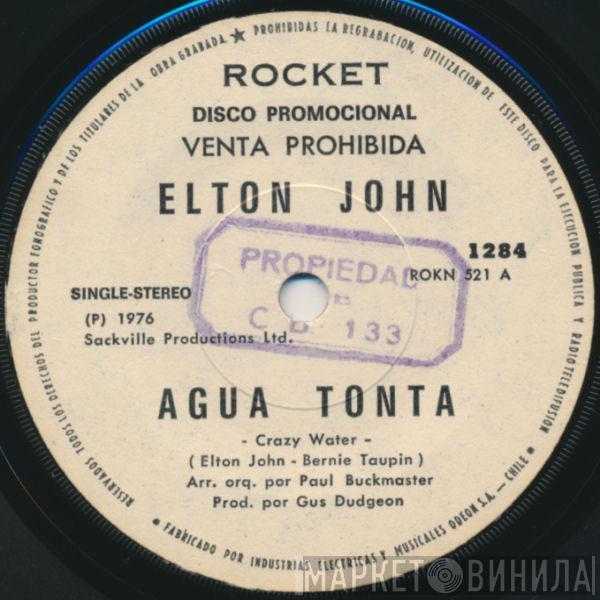 RESERVADOS TODOS LOS DERECHOS DEL PRODUCTOR FONOGRAFICO Y DE LOS TITULARES DE LA OBRA GRABADA ★ PROHIBIDAS LA REGRABACION, UTILIZACION DE ESTE DISCO PARA LA EJECUCION PUBLICA Y RADIOTELEDIFUSION
ROCKET
DISCO PROMOCIONAL
VENTA PROHIBIDA
ELTON JOHN
PROPIEDAD
C D 133
1284
ROKN 521 A
SINGLE-STEREO
(P) 1976
Sackville Productions Ltd.
AGUA TONTA
- Crazy Water -
(Elton John - Bernie Taupin)
Arr. orq. por Paul Buckmaster
Prod. por Gus Dudgeon
* FABRICADO POR INDUSTRIAS ELECTRICAS Y MUSICALES ODEON S.A. — CHILE *
МАРКЕТ ВИНИЛА